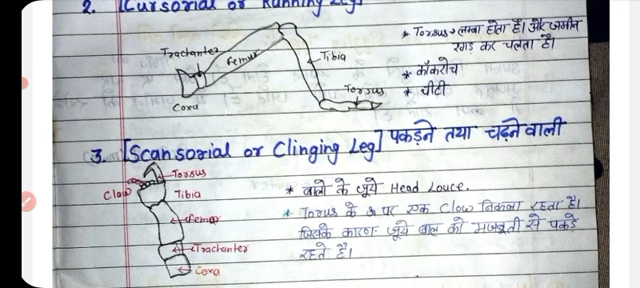 2. [Cursorial or Running Leg]
Tractanter
femur
Tibia
Torsus
Coxa
* Torsus → लम्बा होता है। और जमीन
रगड़ कर चलता है।
* कॉकरोच
* चींटी
3. [Scansorial or Clinging Leg] पकड़ने तथा चढ़ने वाली
Torsus
Claw
Tibia
femur
Tractanter
Coxa
* बालो के जूये Head Louce.
* Torus के ऊपर एक Claw निकला रहता है।
जिसके कारण जूये बाल को मजबूती से पकडे
रहते है।